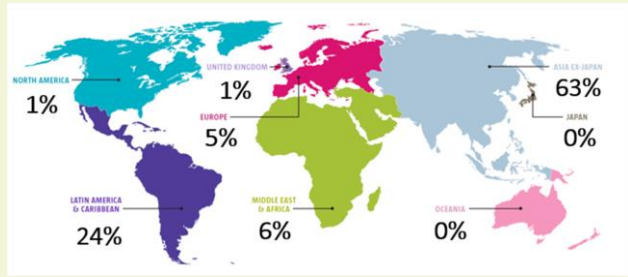 NORTH AMERICA
1%
UNITED KINGDOM
1%
EUROPE
5%
ASIA EX-JAPAN
63%
JAPAN
0%
LATIN AMERICA
& CARIBBEAN
24%
MIDDLE EAST
& AFRICA
6%
OCEANIA
0%